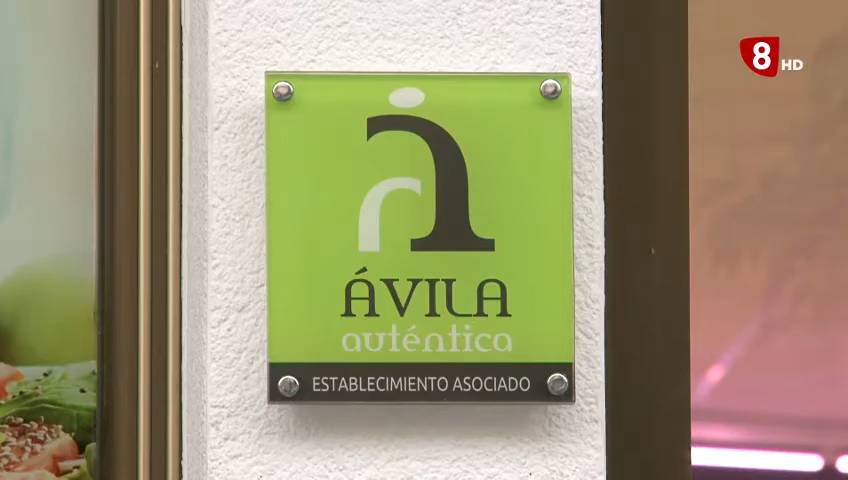 8 HD
ÁVILA
auténtica
ESTABLECIMIENTO ASOCIADO